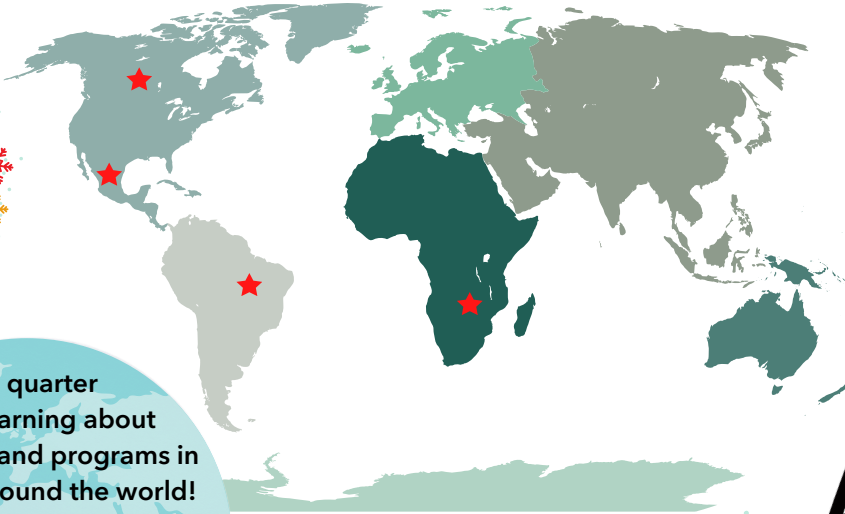 quarter
arning about
and programs in
ound the world!